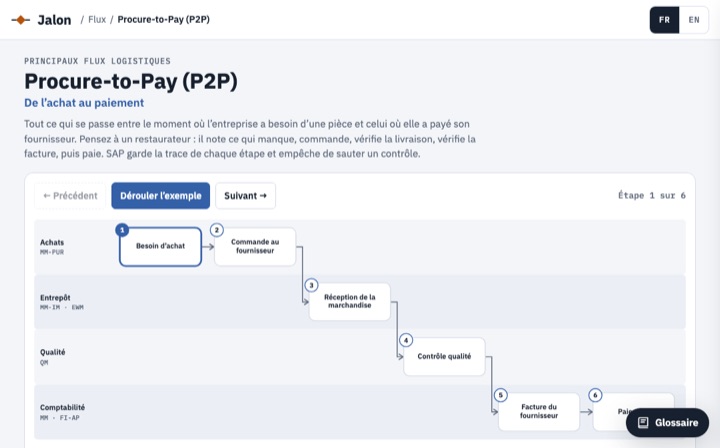 Jalon / Flux / Procure-to-Pay (P2P)
FR EN
PRINCIPAUX FLUX LOGISTIQUES
Procure-to-Pay (P2P)
De l’achat au paiement
Tout ce qui se passe entre le moment où l’entreprise a besoin d’une pièce et celui où elle a payé son
fournisseur. Pensez à un restaurateur : il note ce qui manque, commande, vérifie la livraison, vérifie la
facture, puis paie. SAP garde la trace de chaque étape et empêche de sauter un contrôle.
← Précédent Dérouler l’exemple Suivant → Étape 1 sur 6
Achats
MM-PUR
1
Besoin d’achat
2
Commande au
fournisseur
Entrepôt
MM-IM · EWM
3
Réception de la
marchandise
Qualité
QM
4
Contrôle qualité
Comptabilité
MM · FI-AP
5
Facture du
fournisseur
6
Glossaire